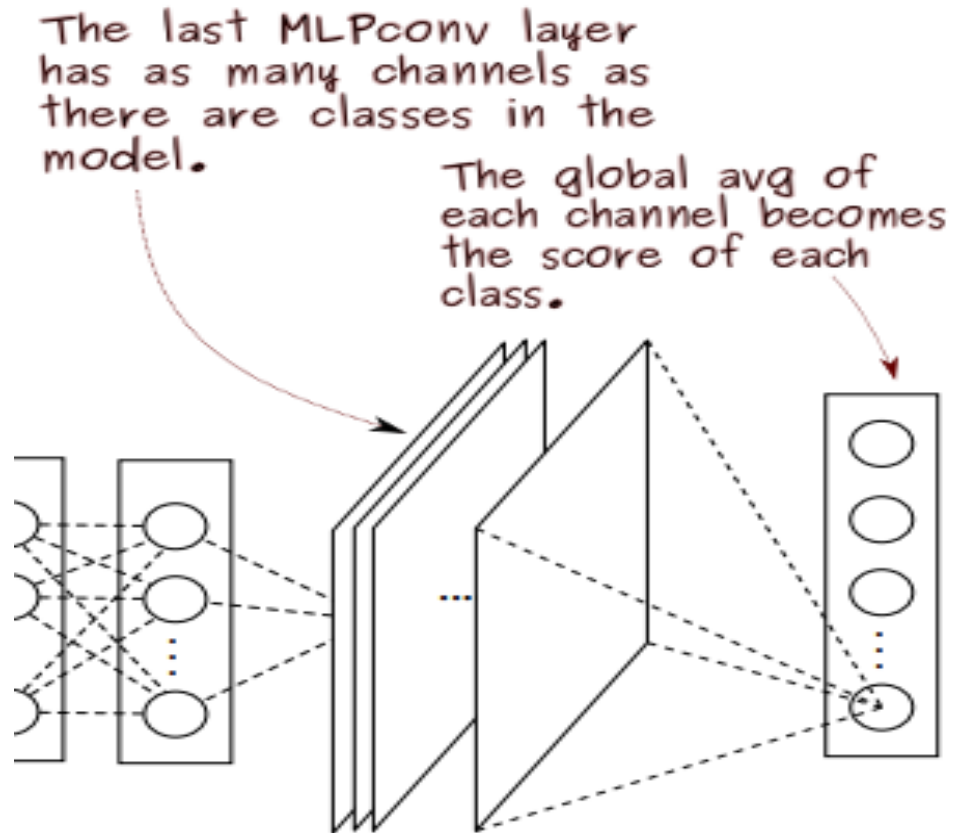 The last MLPconv layer
has as many channels as
there are classes in the
model.
The global avg of
each channel becomes
the score of each
class.